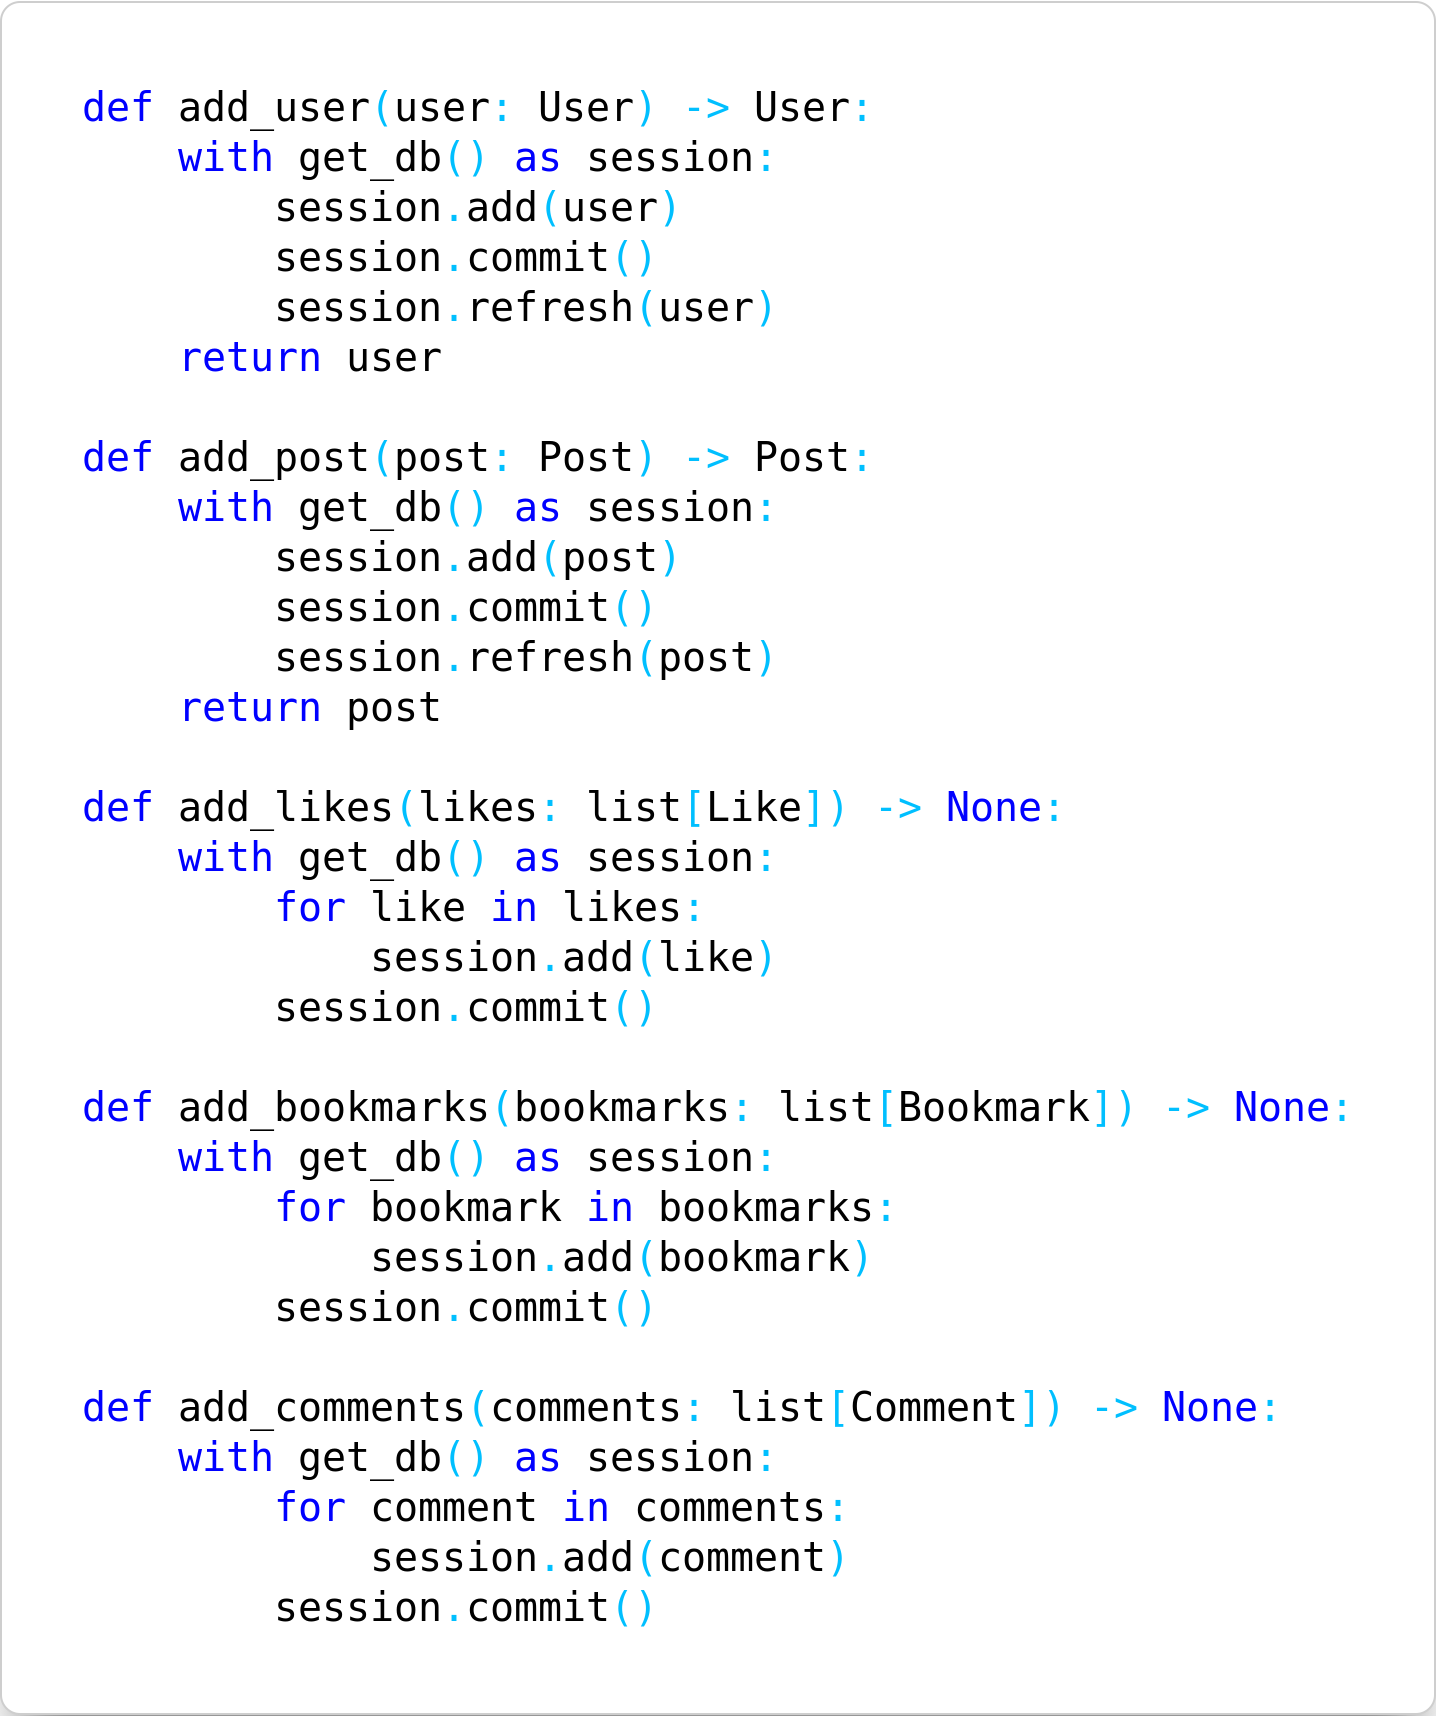 def add_user(user: User) -> User:
    with get_db() as session:
        session.add(user)
        session.commit()
        session.refresh(user)
    return user

def add_post(post: Post) -> Post:
    with get_db() as session:
        session.add(post)
        session.commit()
        session.refresh(post)
    return post

def add_likes(likes: list[Like]) -> None:
    with get_db() as session:
        for like in likes:
            session.add(like)
        session.commit()

def add_bookmarks(bookmarks: list[Bookmark]) -> None:
    with get_db() as session:
        for bookmark in bookmarks:
            session.add(bookmark)
        session.commit()

def add_comments(comments: list[Comment]) -> None:
    with get_db() as session:
        for comment in comments:
            session.add(comment)
        session.commit()